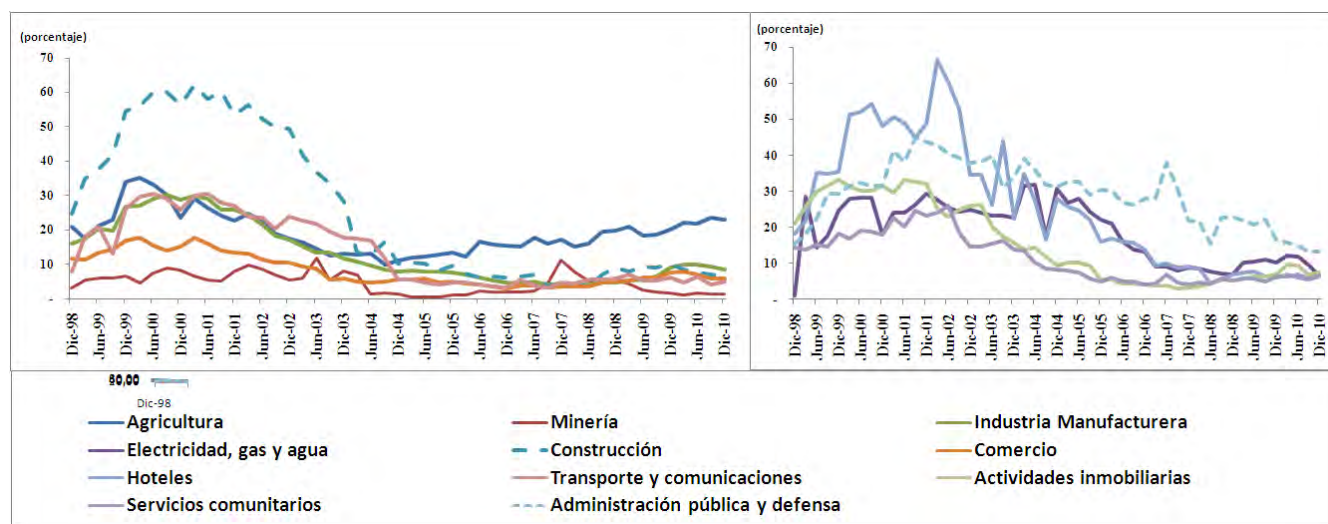 (porcentaje)
70
60
50
40
30
20
10
-
Dic-98
Jun-99
Dic-99
Jun-00
Dic-00
Jun-01
Dic-01
Jun-02
Dic-02
Jun-03
Dic-03
Jun-04
Dic-04
Jun-05
Dic-05
Jun-06
Dic-06
Jun-07
Dic-07
Jun-08
Dic-08
Jun-09
Dic-09
Jun-10
Dic-10
(porcentaje)
70
60
50
40
30
20
10
-
Dic-98
Jun-99
Dic-99
Jun-00
Dic-00
Jun-01
Dic-01
Jun-02
Dic-02
Jun-03
Dic-03
Jun-04
Dic-04
Jun-05
Dic-05
Jun-06
Dic-06
Jun-07
Dic-07
Jun-08
Dic-08
Jun-09
Dic-09
Jun-10
Dic-10
Dic-98
Agricultura
Minería
Industria Manufacturera
Electricidad, gas y agua
Construcción
Comercio
Hoteles
Transporte y comunicaciones
Actividades inmobiliarias
Servicios comunitarios
Administración pública y defensa